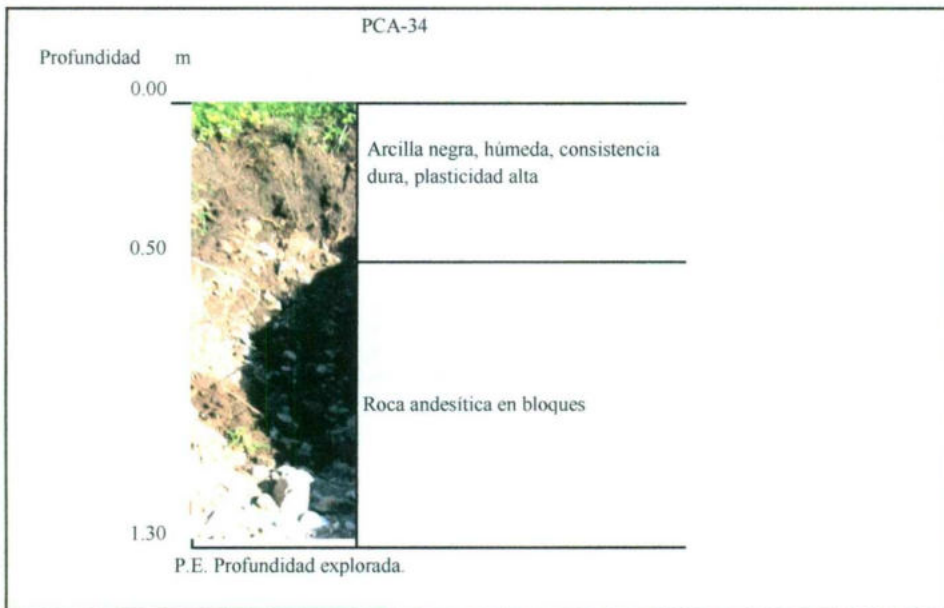 PCA-34
Profundidad m
0.00
Arcilla negra, húmeda, consistencia
dura, plasticidad alta
0.50
Roca andesítica en bloques
1.30
P.E. Profundidad explorada.